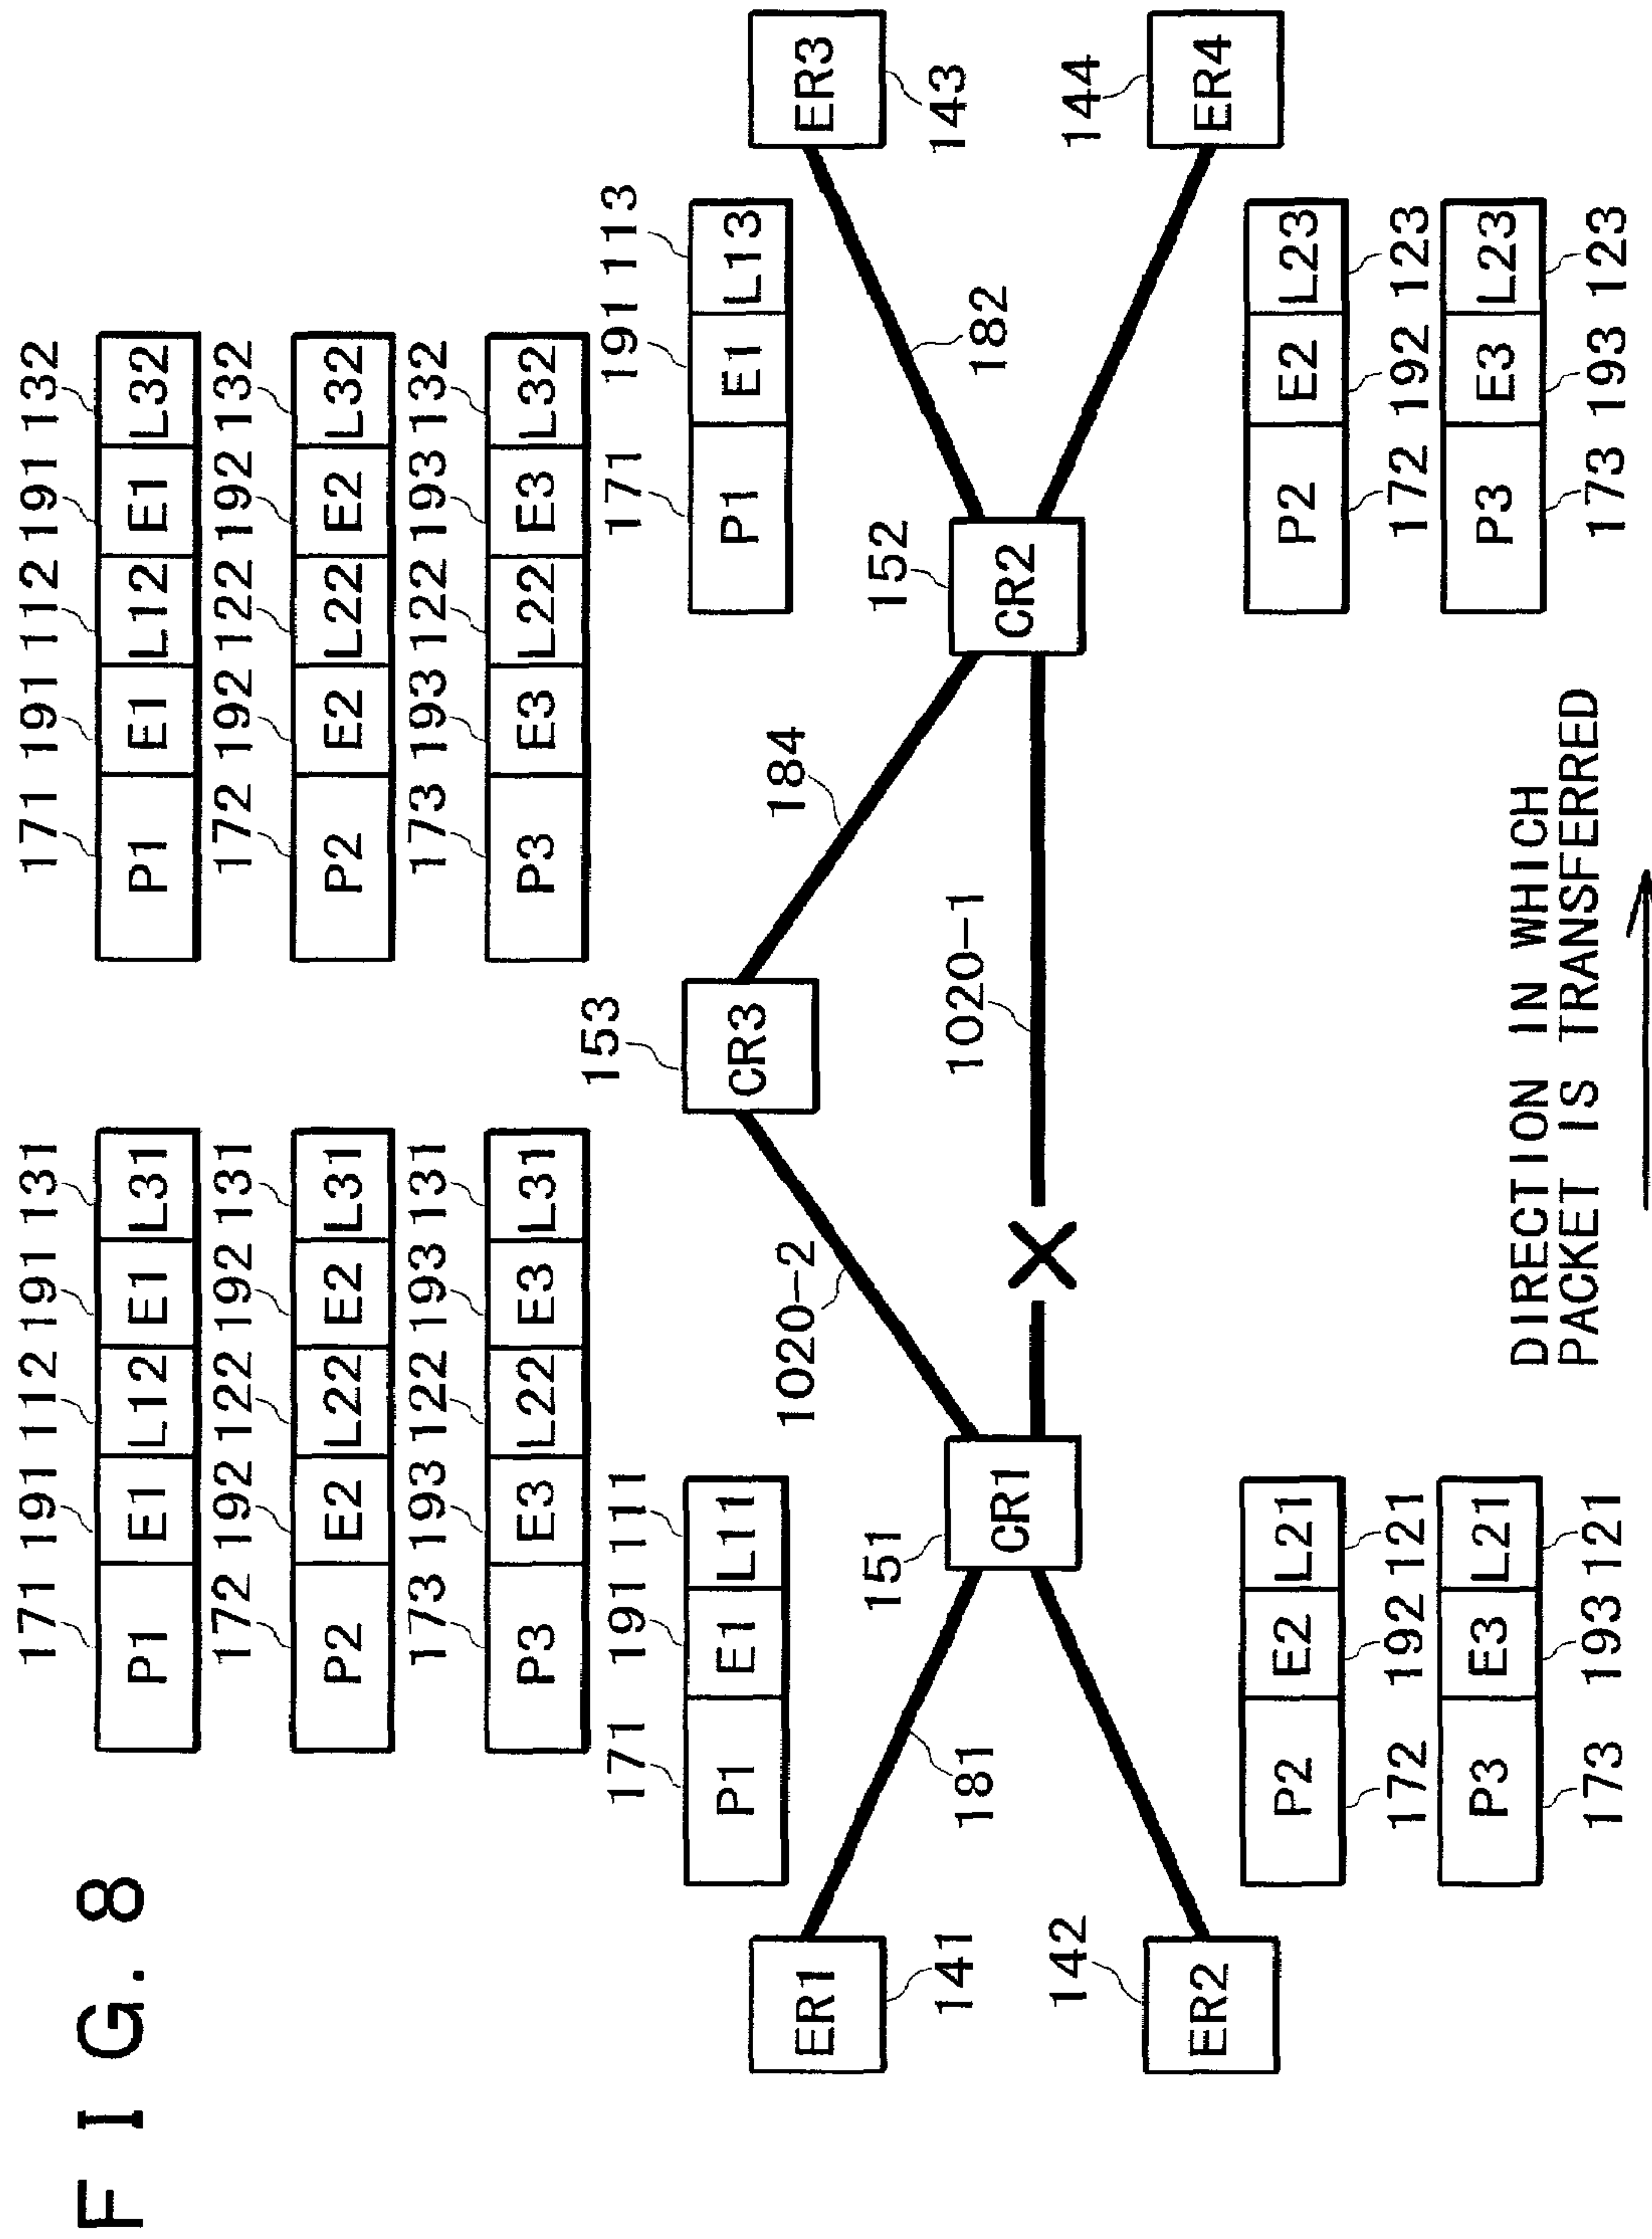 FIG. 8
171 191 112 191 131
P1 E1 L12 E1 L31
172 192 122 192 131
P2 E2 L22 E2 L31
173 193 122 193 131
P3 E3 L22 E3 L31
171 191 112 191 132
P1 E1 L12 E1 L32
172 192 122 192 132
P2 E2 L22 E2 L32
173 193 122 193 132
P3 E3 L22 E3 L32
171 191 111
P1 E1 L11
153
CR3
171 191 113
P1 E1 L13
ER1
141
181
1020-2
184
182
ER3
143
151
CR1
1020-1
152
CR2
142
ER2
144
ER4
P2 E2 L21
172 192 121
P3 E3 L21
173 193 121
P2 E2 L23
172 192 123
P3 E3 L23
173 193 123
DIRECTION IN WHICH
PACKET IS TRANSFERRED